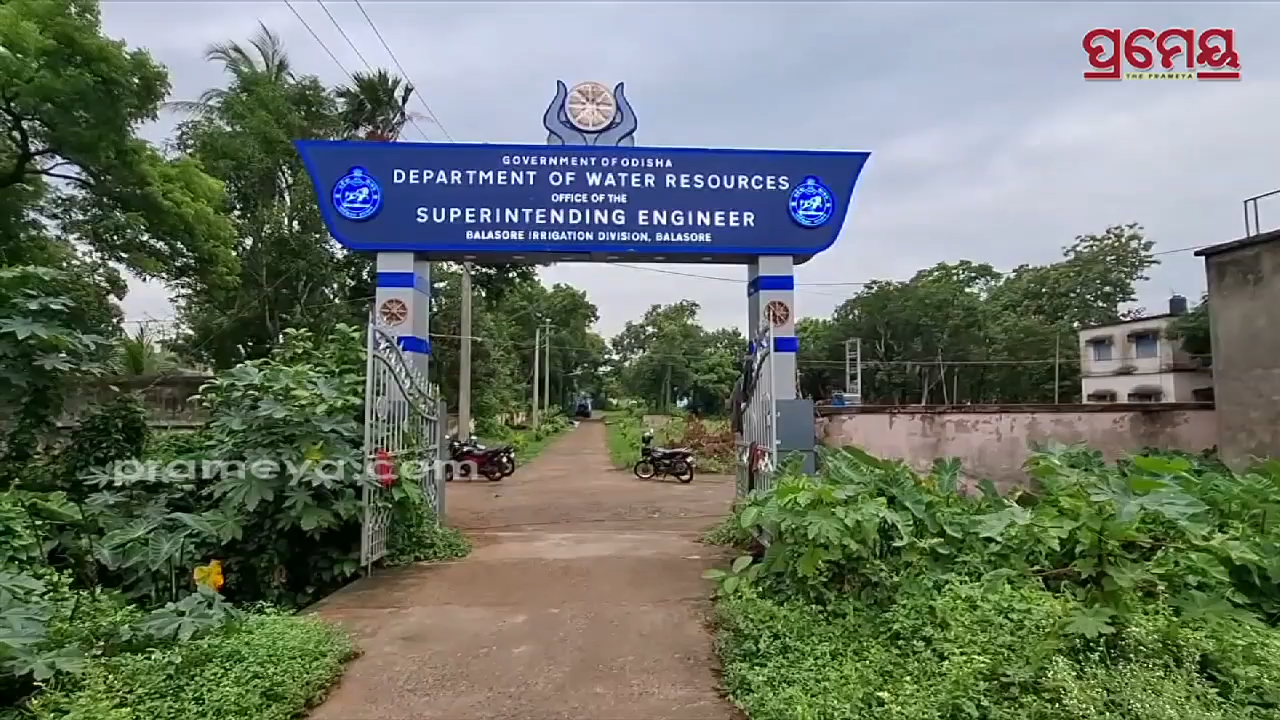 ପ୍ରମେୟ
THE PRAMEYA
GOVERNMENT OF ODISHA
DEPARTMENT OF WATER RESOURCES
OFFICE OF THE
SUPERINTENDING ENGINEER
BALASORE IRRIGATION DIVISION, BALASORE
prameya.com